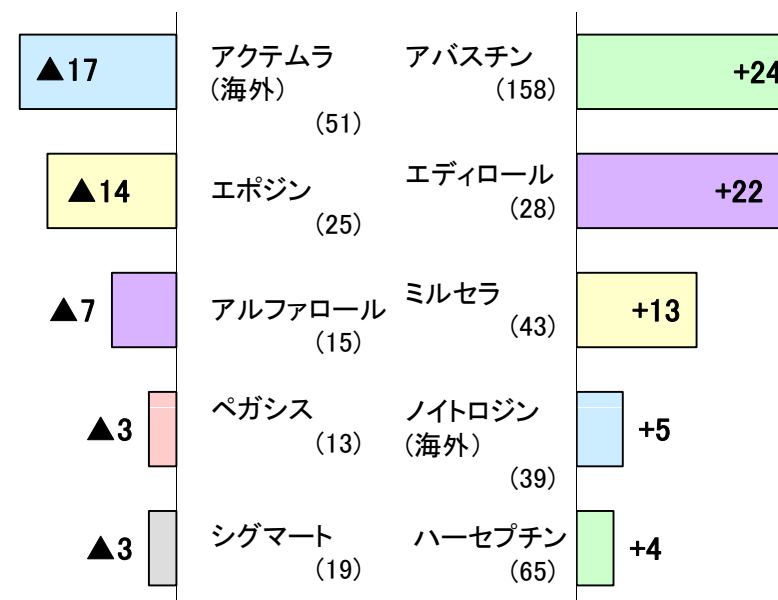 ▲17
アクテムラ
(海外)
(51)
▲14
エポジン
(25)
▲7
アルファロール
(15)
▲3
ペガシス
(13)
▲3
シグマート
(19)
アバスチン
(158)
+24
エディロール
(28)
+22
ミルセラ
(43)
+13
ノイトロジン
(海外)
(39)
+5
ハーセプチン
(65)
+4